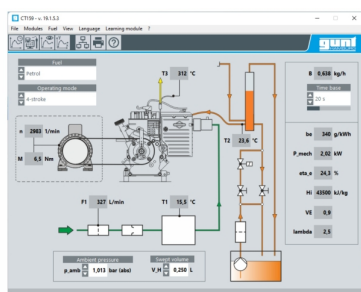 CT159 - v. 19.1.5.3
File Modules Fuel View Language Learning module ?
gunt
Fuel
Petrol
Operating mode
4-stroke
T3 312 °C
B 0,638 kg/h
Time base
20 s
n 2983 1/min
M 6,5 Nm
T2 23,6 °C
be 340 g/kWh
P_mech 2,02 kW
eta_e 24,3 %
Hi 43500 kJ/kg
VE 0,9
lambda 2,5
F1 327 L/min
T1 15,5 °C
Ambient pressure
p_amb 1,013 bar (abs)
Swept volume
V_H 0,250 L